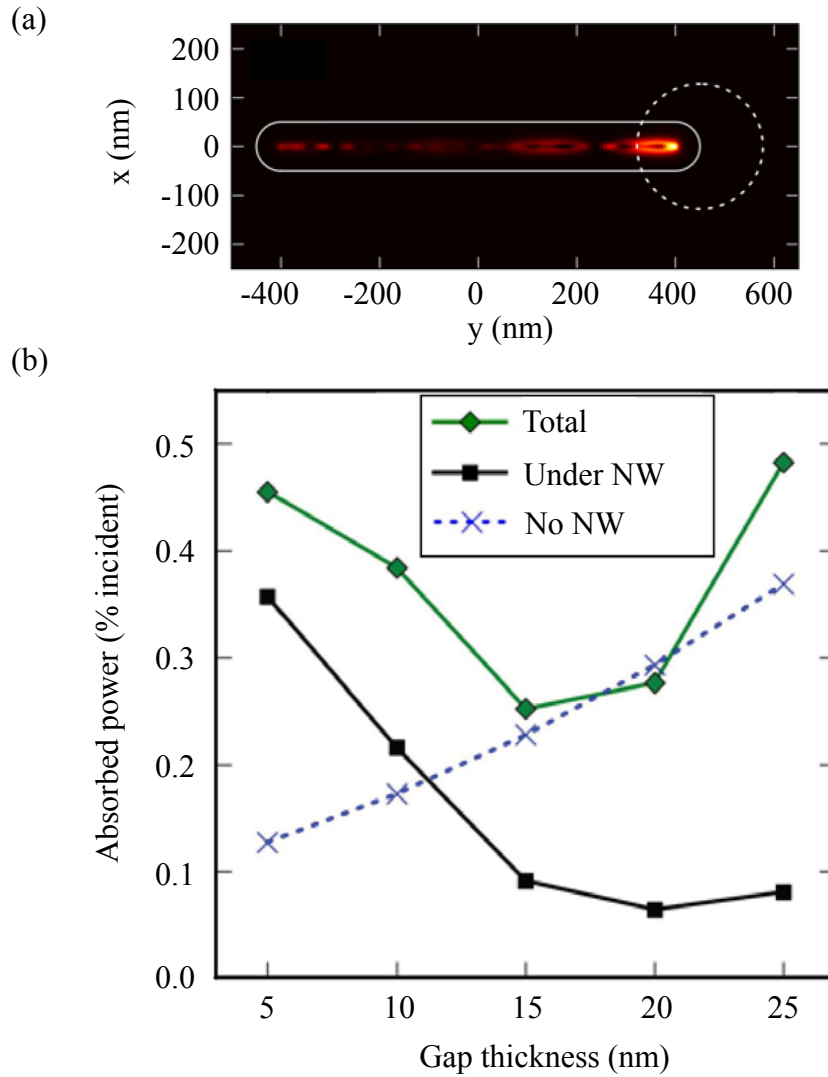 (a)
200
100
0
-100
-200
x (nm)
-400 -200 0 200 400 600
y (nm)
(b)
Total
Under NW
No NW
0.5
0.4
0.3
0.2
0.1
0.0
Absorbed power (% incident)
5 10 15 20 25
Gap thickness (nm)